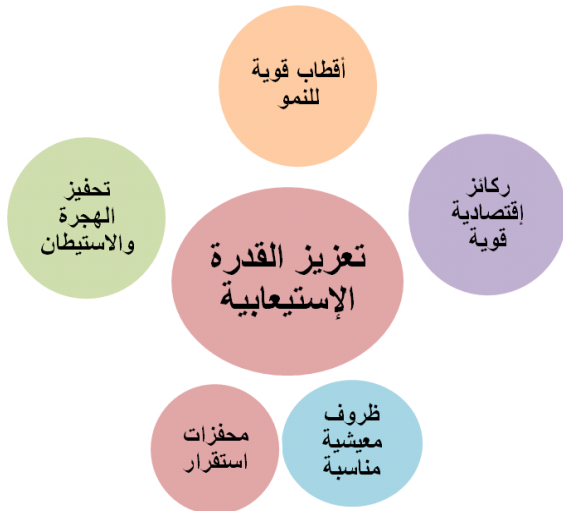 أقطاب قوية
للنمو
ركائز
إقتصادية
قوية
تحفيز
الهجرة
والاستيطان
تعزيز القدرة
الإستيعابية
ظروف
معيشية
مناسبة
محفزات
استقرار